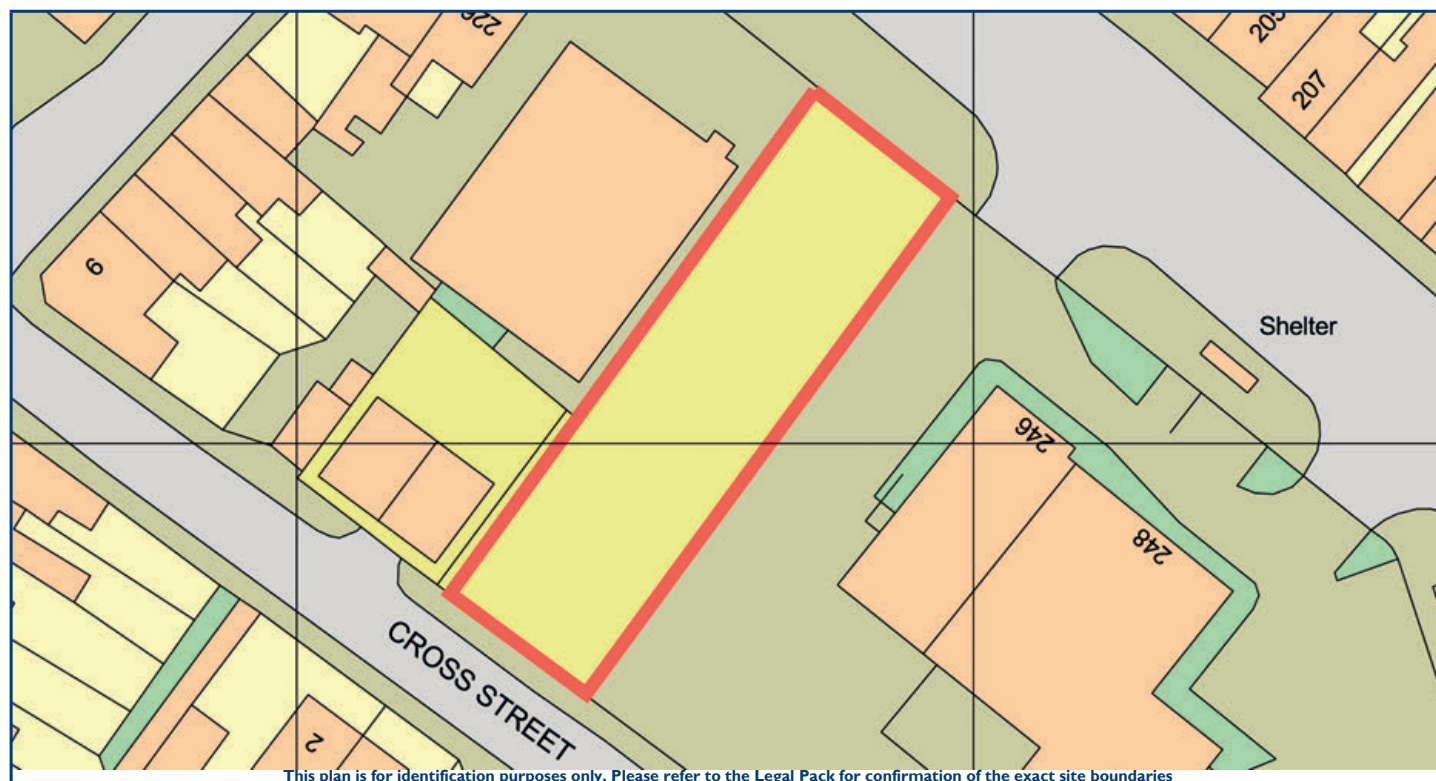 226
205
207
9
Shelter
246
248
CROSS STREET
2
This plan is for identification purposes only. Please refer to the Legal Pack for confirmation of the exact site boundaries